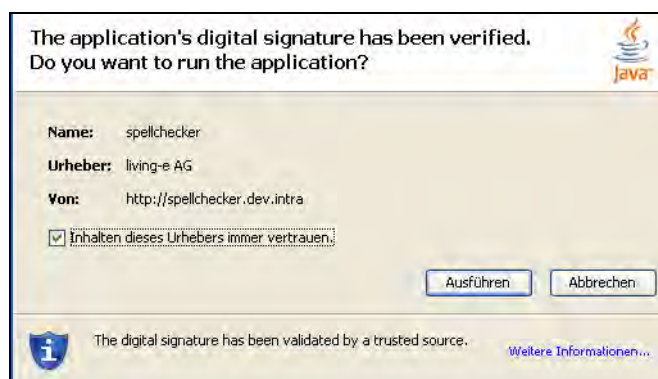 The application's digital signature has been verified.
Do you want to run the application?
Java
Name: spellchecker
Urheber: living-e AG
Von: http://spellchecker.dev.intra
Inhalten dieses Urhebers immer vertrauen.
Ausführen Abbrechen
The digital signature has been validated by a trusted source.
Weitere Informationen...